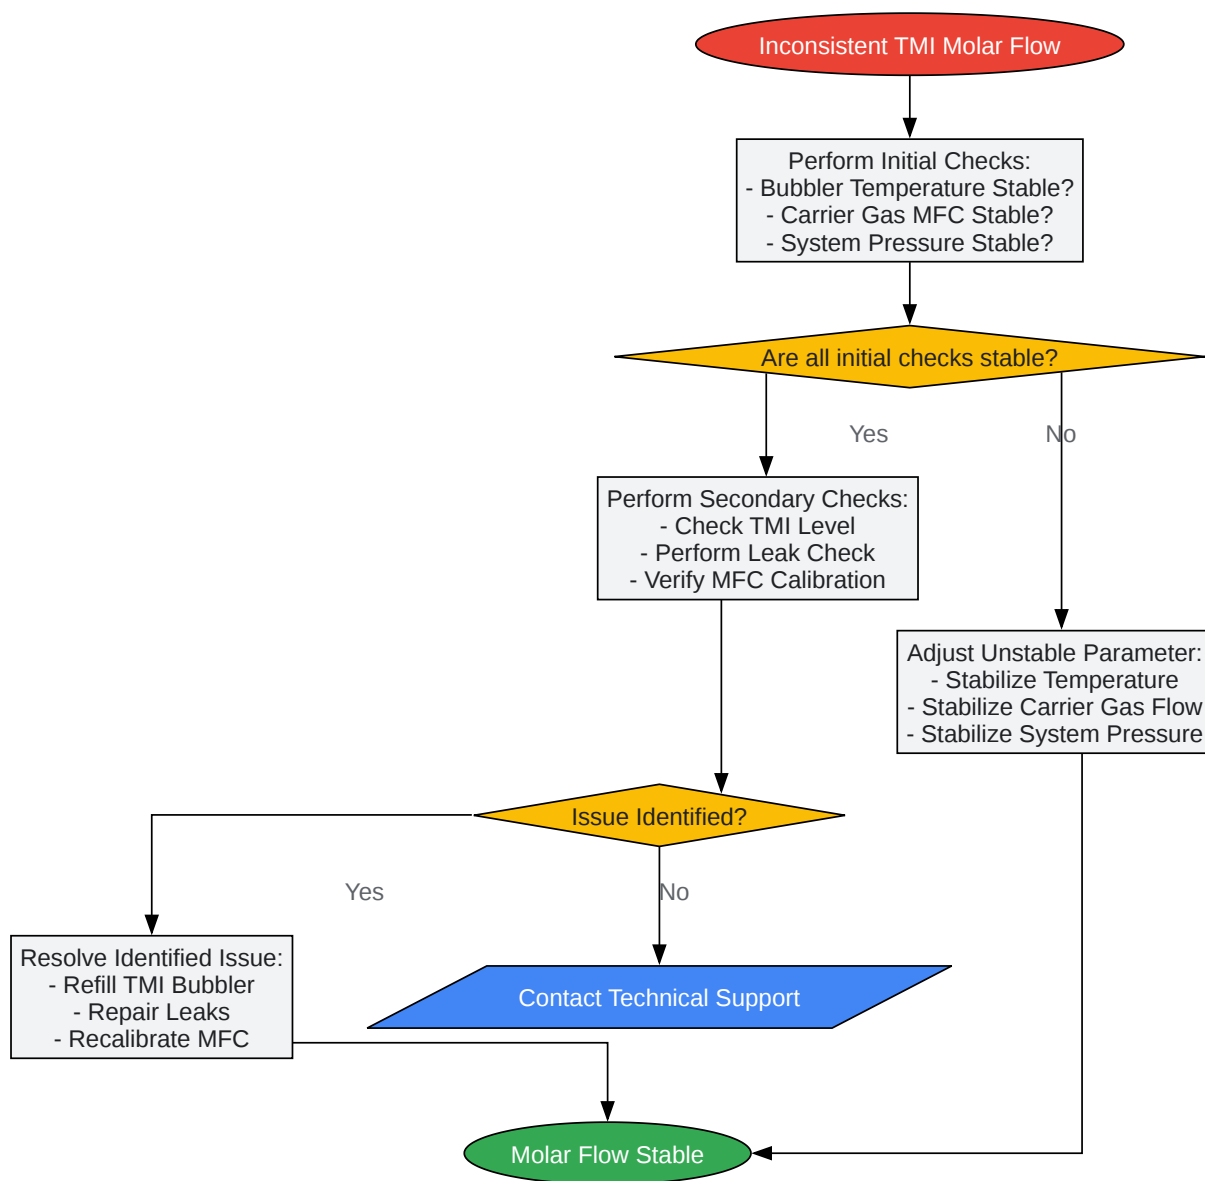 Inconsistent TMI Molar Flow
Perform Initial Checks:
- Bubbler Temperature Stable?
- Carrier Gas MFC Stable?
- System Pressure Stable?
Are all initial checks stable?
Yes
No
Perform Secondary Checks:
- Check TMI Level
- Perform Leak Check
- Verify MFC Calibration
Adjust Unstable Parameter:
- Stabilize Temperature
- Stabilize Carrier Gas Flow
- Stabilize System Pressure
Issue Identified?
Yes
No
Resolve Identified Issue:
- Refill TMI Bubbler
- Repair Leaks
- Recalibrate MFC
Contact Technical Support
Molar Flow Stable